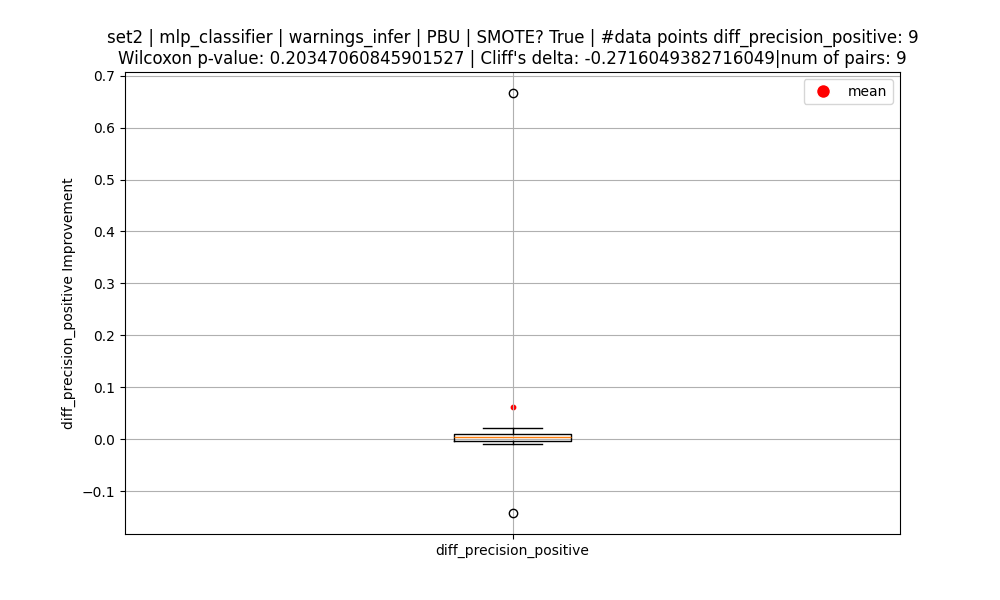 set2 | mlp_classifier | warnings_infer | PBU | SMOTE? True | #data points diff_precision_positive: 9
Wilcoxon p-value: 0.20347060845901527 | Cliff's delta: -0.2716049382716049|num of pairs: 9
mean
0.7
0.6
0.5
0.4
0.3
0.2
0.1
0.0
−0.1
diff_precision_positive Improvement
diff_precision_positive